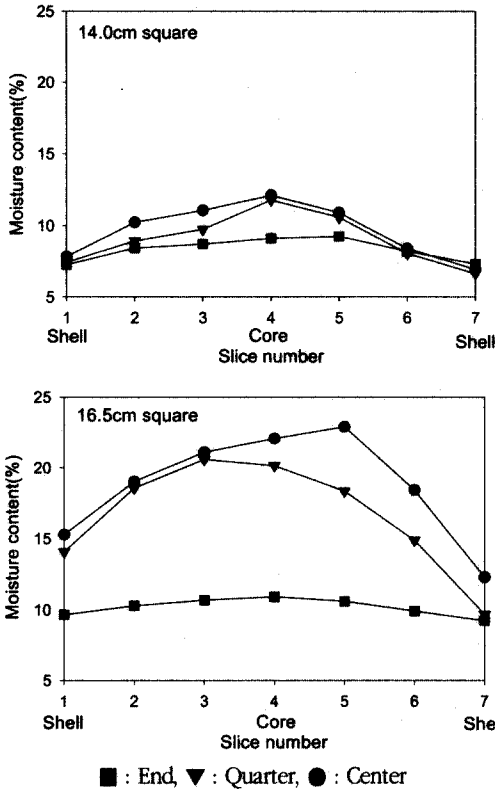 25
14.0cm square
20
15
10
5
Moisture content(%)
1 2 3 4 5 6 7
Shell Core Shell
Slice number
25
16.5cm square
20
15
10
5
Moisture content(%)
1 2 3 4 5 6 7
Shell Core She
Slice number
■ : End, ▼ : Quarter, ● : Center